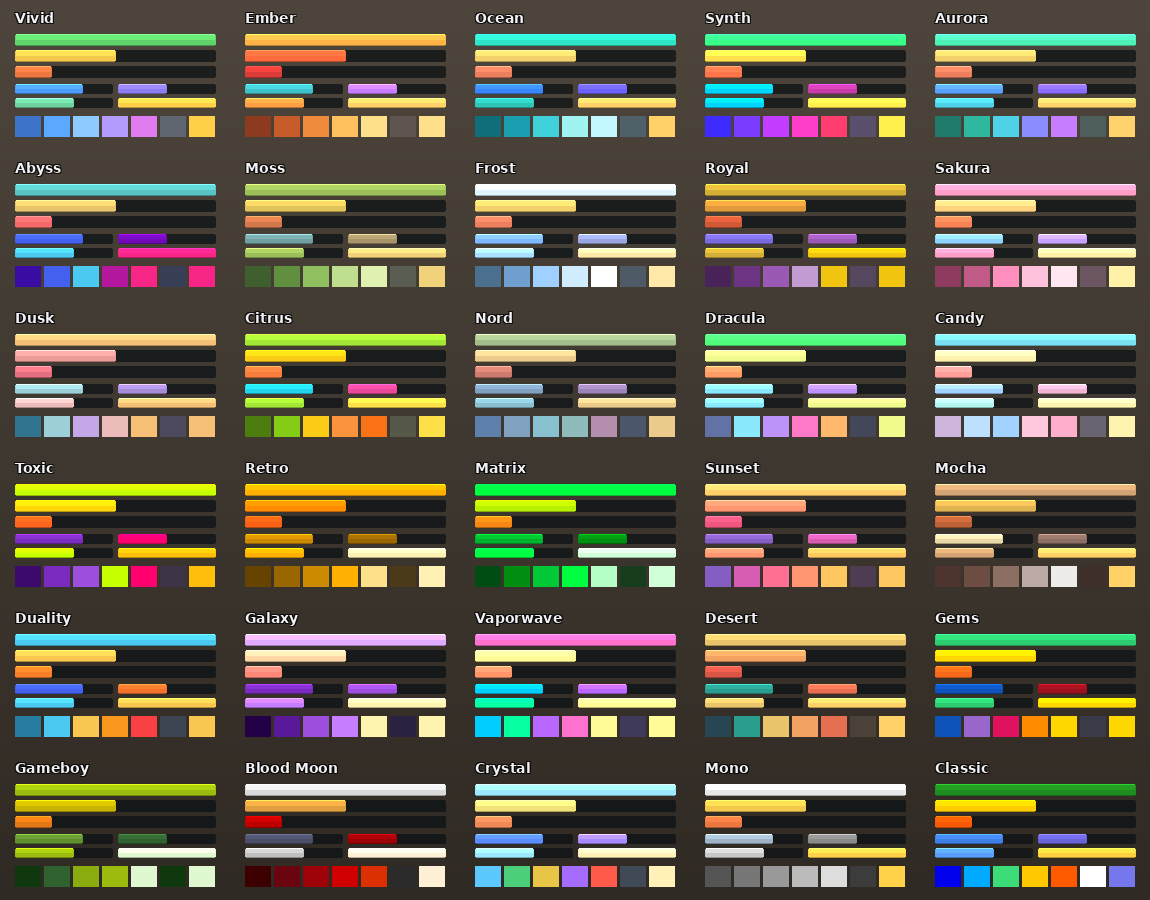 Vivid
Ember
Ocean
Synth
Aurora
Abyss
Moss
Frost
Royal
Sakura
Dusk
Citrus
Nord
Dracula
Candy
Toxic
Retro
Matrix
Sunset
Mocha
Duality
Galaxy
Vaporwave
Desert
Gems
Gameboy
Blood Moon
Crystal
Mono
Classic